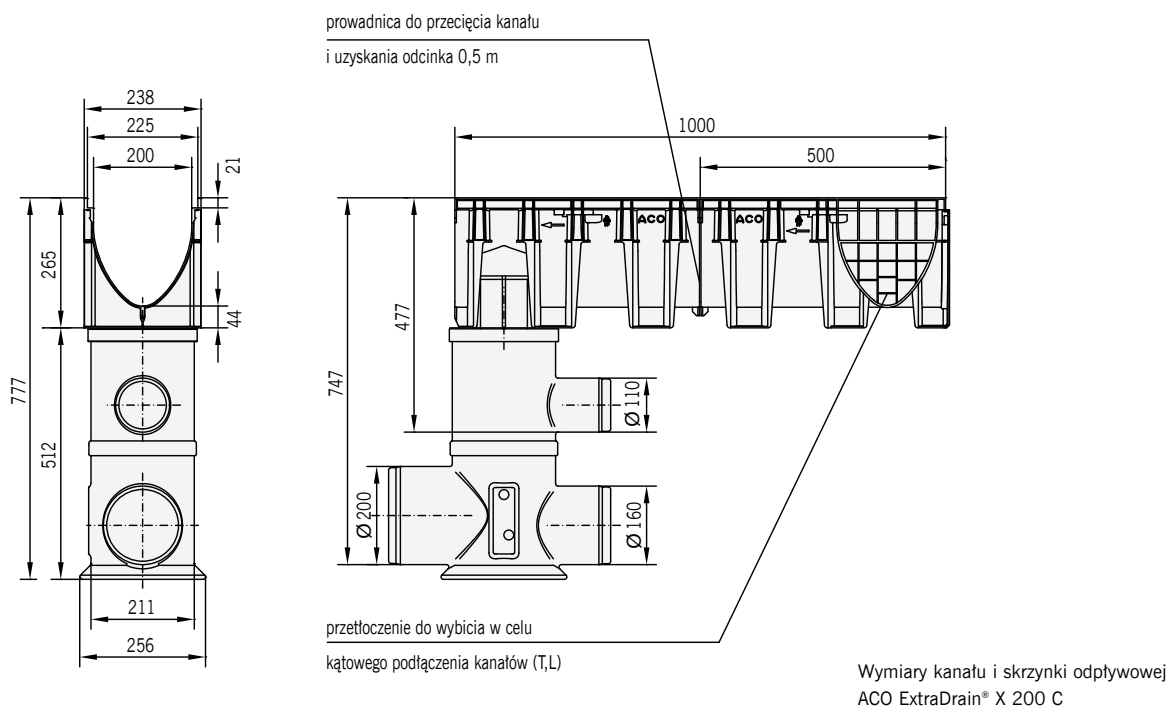 prowadnica do przecięcia kanału
i uzyskania odcinka 0,5 m
238
225
200
21
265
44
777
512
211
256
1000
500
ACO
ACO
477
747
Ø 110
Ø 200
Ø 160
przetłoczenie do wybicia w celu
kątowego podłączenia kanałów (T,L)
Wymiary kanału i skrzynki odpływowej
ACO ExtraDrain® X 200 C